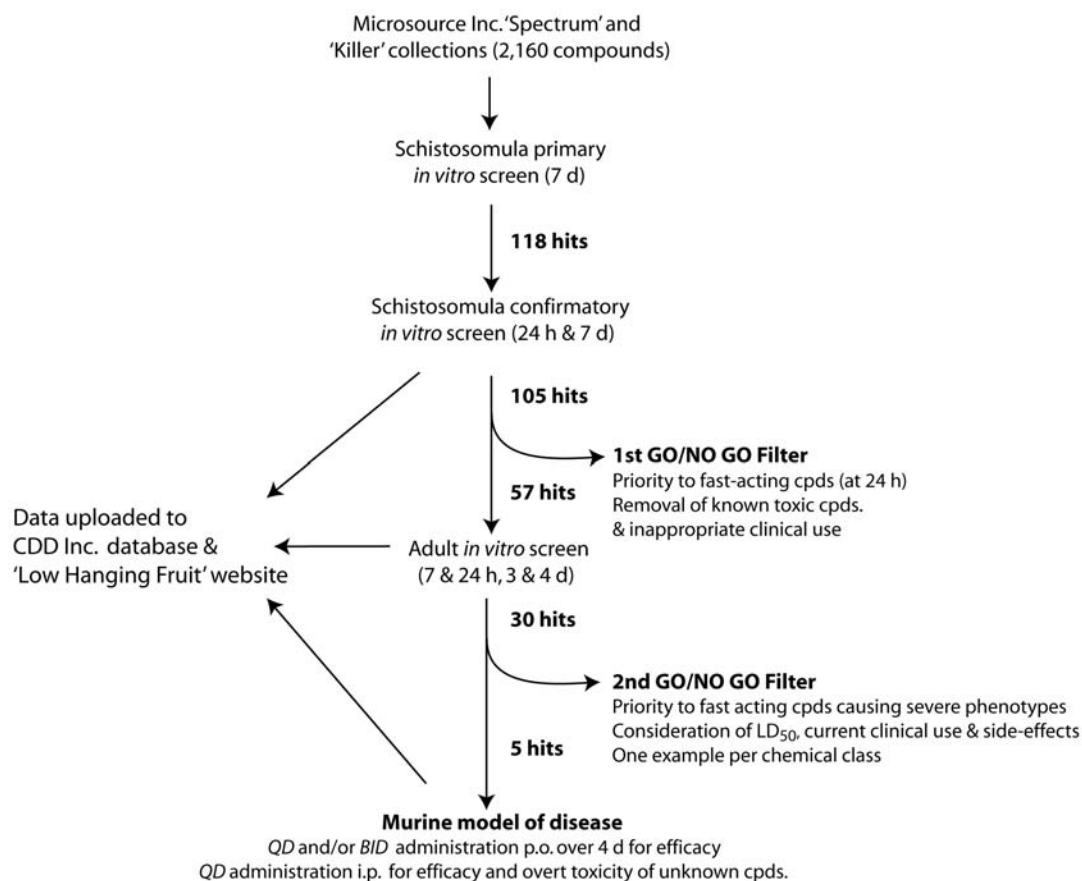 Microsource Inc. ‘Spectrum’ and
‘Killer’ collections (2,160 compounds)
Schistosomula primary
in vitro screen (7 d)
118 hits
Schistosomula confirmatory
in vitro screen (24 h & 7 d)
105 hits
1st GO/NO GO Filter
Priority to fast-acting cpds (at 24 h)
Removal of known toxic cpds.
& inappropriate clinical use
57 hits
Data uploaded to
CDD Inc. database &
‘Low Hanging Fruit’ website
Adult in vitro screen
(7 & 24 h, 3 & 4 d)
30 hits
2nd GO/NO GO Filter
Priority to fast acting cpds causing severe phenotypes
Consideration of LD50, current clinical use & side-effects
One example per chemical class
5 hits
Murine model of disease
QD and/or BID administration p.o. over 4 d for efficacy
QD administration i.p. for efficacy and overt toxicity of unknown cpds.